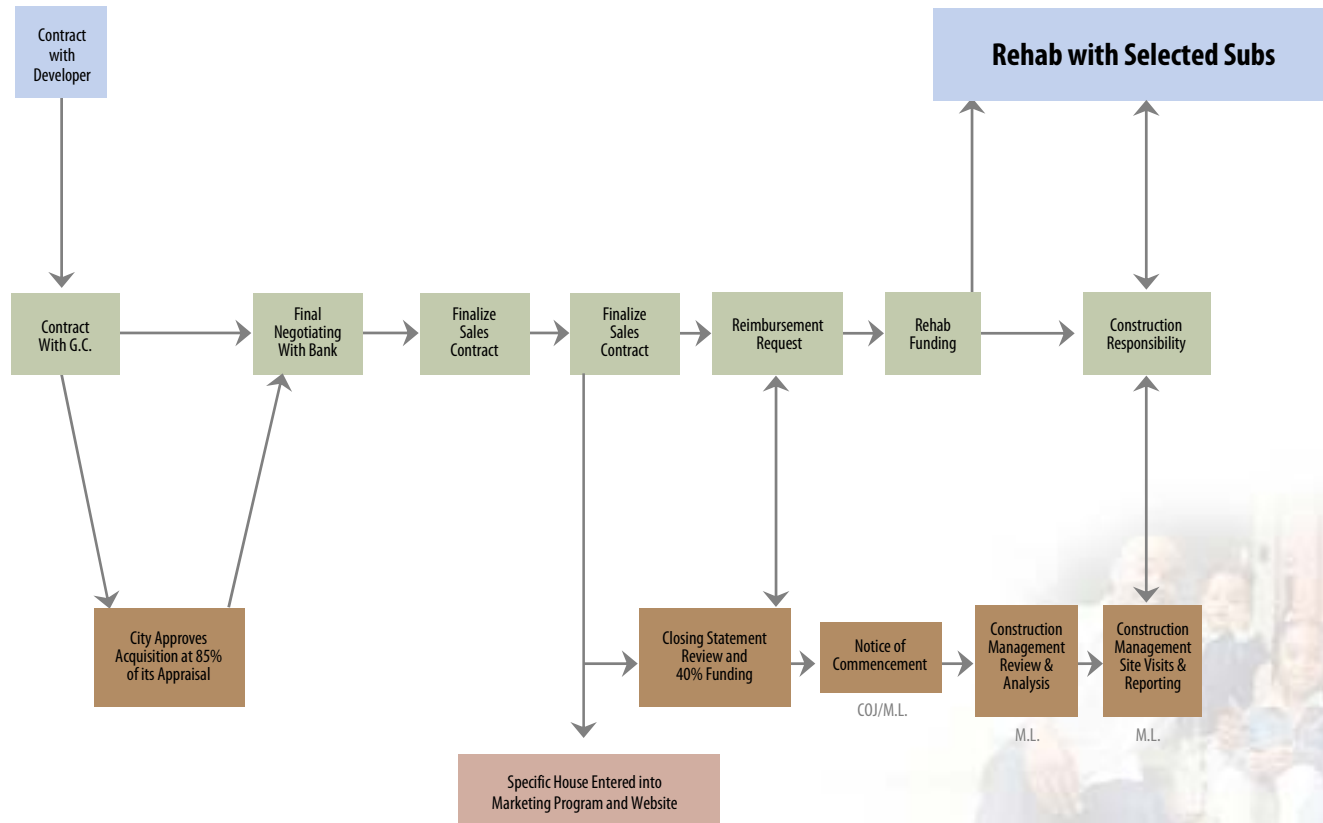 Contract
with
Developer
Rehab with Selected Subs
Contract
With G.C.
Final
Negotiating
With Bank
Finalize
Sales
Contract
Finalize
Sales
Contract
Reimbursement
Request
Rehab
Funding
Construction
Responsibility
City Approves
Acquisition at 85%
of its Appraisal
Closing Statement
Review and
40% Funding
Notice of
Commencement
COJ/M.L.
Construction
Management
Review &
Analysis
M.L.
Construction
Management
Site Visits &
Reporting
M.L.
Specific House Entered into
Marketing Program and Website